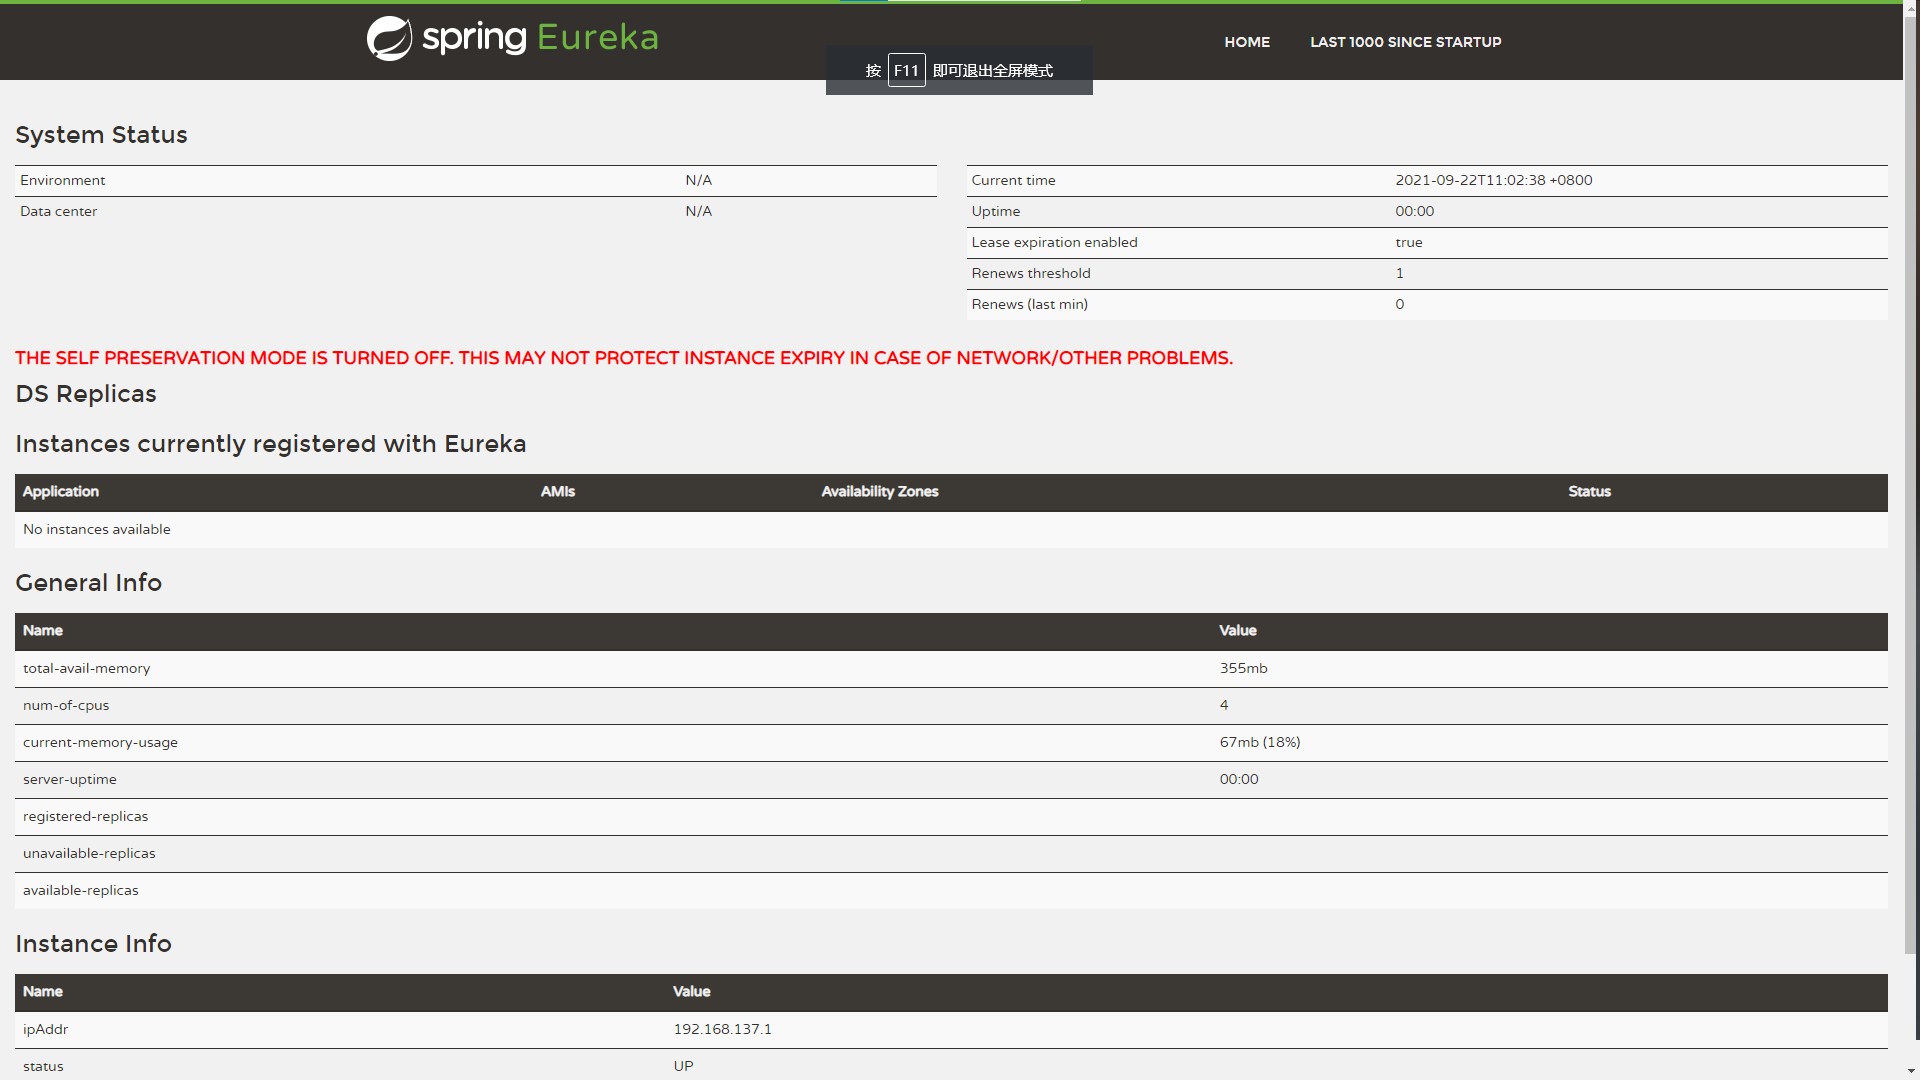 spring Eureka
HOME LAST 1000 SINCE STARTUP
按 F11 即可退出全屏模式
System Status
Environment N/A
Data center N/A
Current time 2021-09-22T11:02:38 +0800
Uptime 00:00
Lease expiration enabled true
Renews threshold 1
Renews (last min) 0
THE SELF PRESERVATION MODE IS TURNED OFF. THIS MAY NOT PROTECT INSTANCE EXPIRY IN CASE OF NETWORK/OTHER PROBLEMS.
DS Replicas
Instances currently registered with Eureka
Application AMIs Availability Zones Status
No instances available
General Info
Name Value
total-avail-memory 355mb
num-of-cpus 4
current-memory-usage 67mb (18%)
server-uptime 00:00
registered-replicas
unavailable-replicas
available-replicas
Instance Info
Name Value
ipAddr 192.168.137.1
status UP